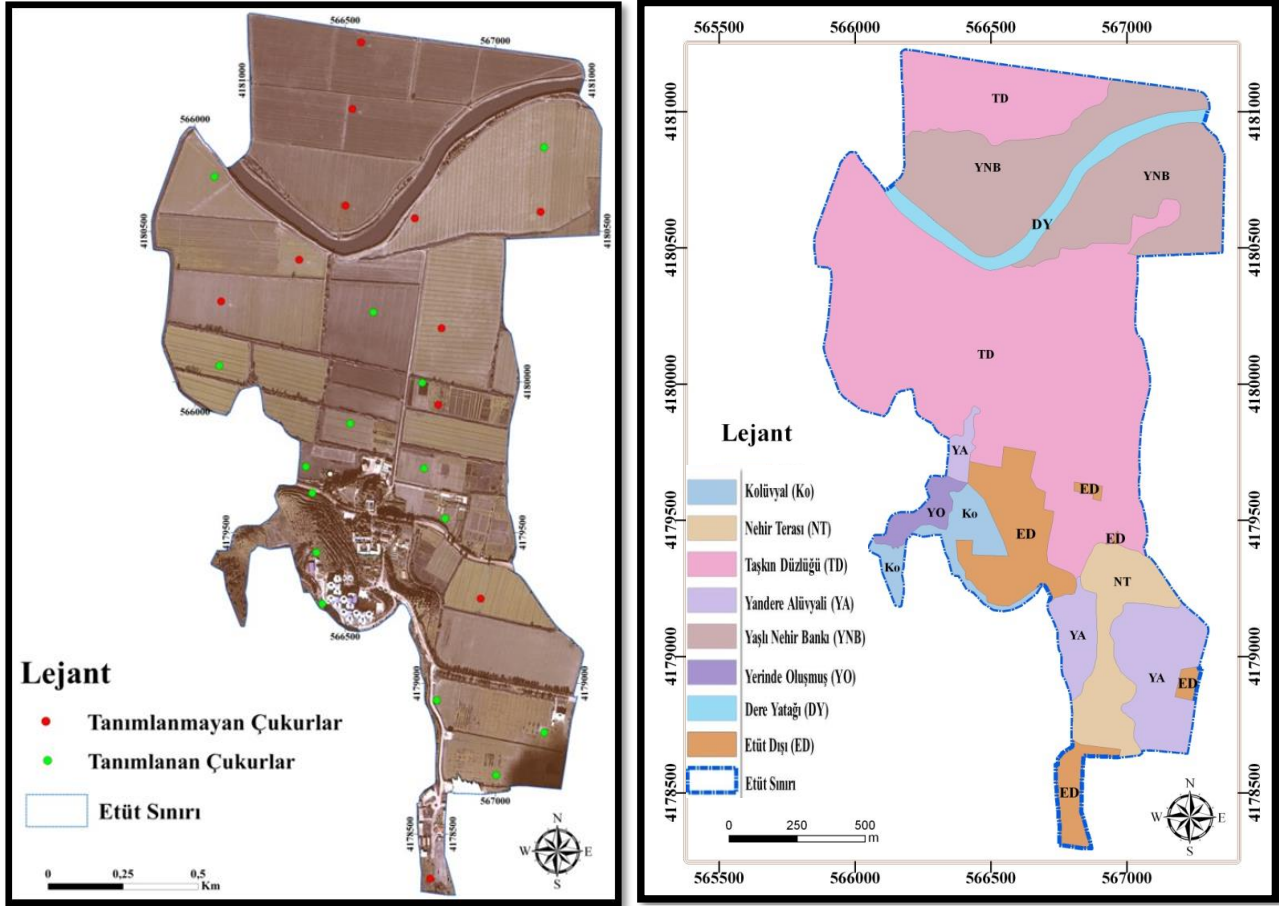 566500
567000
4181000
4181000
566000
4180500
4180500
4180000
566000
4179500
4179500
566500
4179000
4179000
567000
4178500
4178500
Lejant
Tanımlanmayan Çukurlar
Tanımlanan Çukurlar
Etüt Sınırı
N
W E
S
0 0,25 0,5
Km
565500 566000 566500 567000
4181000
4181000
TD
YNB
YNB
DY
4180500
4180500
TD
4180000
4180000
Lejant
YA
ED
YO
Ko
ED
ED
Ko
NT
4179500
4179500
YA
YA
ED
4179000
4179000
ED
4178500
4178500
Kolüvyal (Ko)
Nehir Terası (NT)
Taşkın Düzlüğü (TD)
Yandere Alüvyali (YA)
Yaşlı Nehir Bankı (YNB)
Yerinde Oluşmuş (YO)
Dere Yatağı (DY)
Etüt Dışı (ED)
Etüt Sınırı
0 250 500
m
N
W E
S
565500 566000 566500 567000